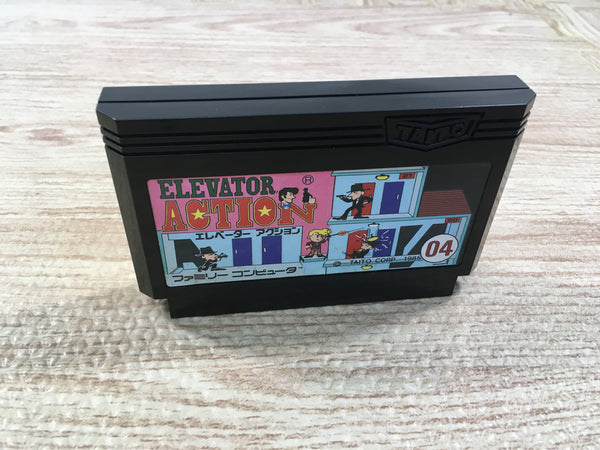 TAITO
ELEVATOR
ACTION
®
エレベーター アクション
ファミリー コンピュータ
TAITO CORP.
04